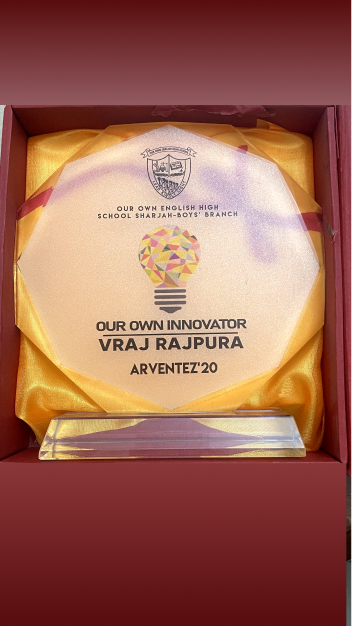 OUR OWN ENGLISH HIGH
SCHOOL SHARJAH-BOYS' BRANCH
OUR OWN INNOVATOR
VRAJ RAJPURA
ARVENTEZ'20